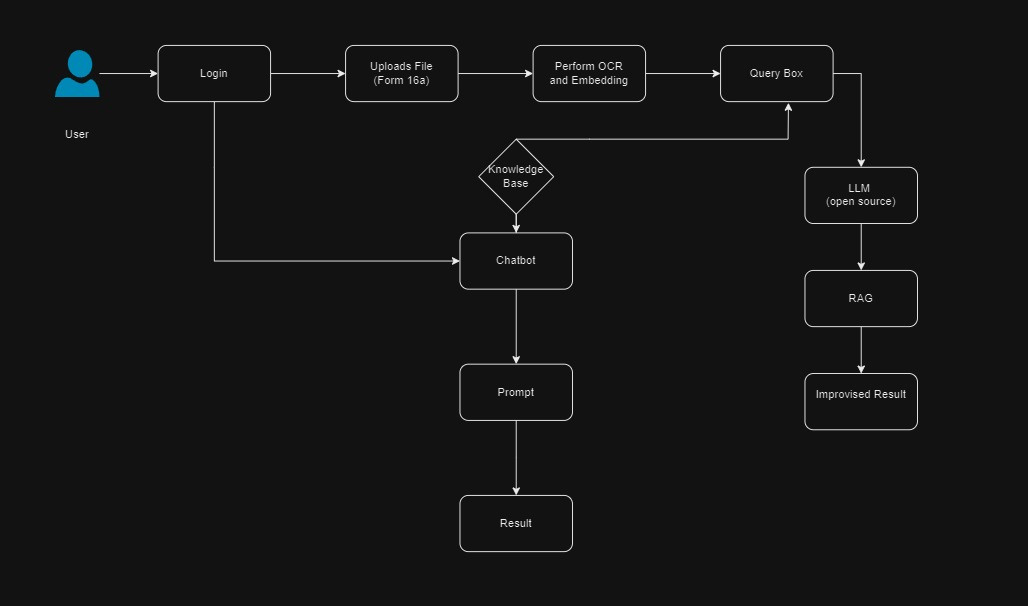 User
Login
Uploads File
(Form 16a)
Perform OCR
and Embedding
Query Box
Knowledge
Base
LLM
(open source)
Chatbot
RAG
Prompt
Improvised Result
Result